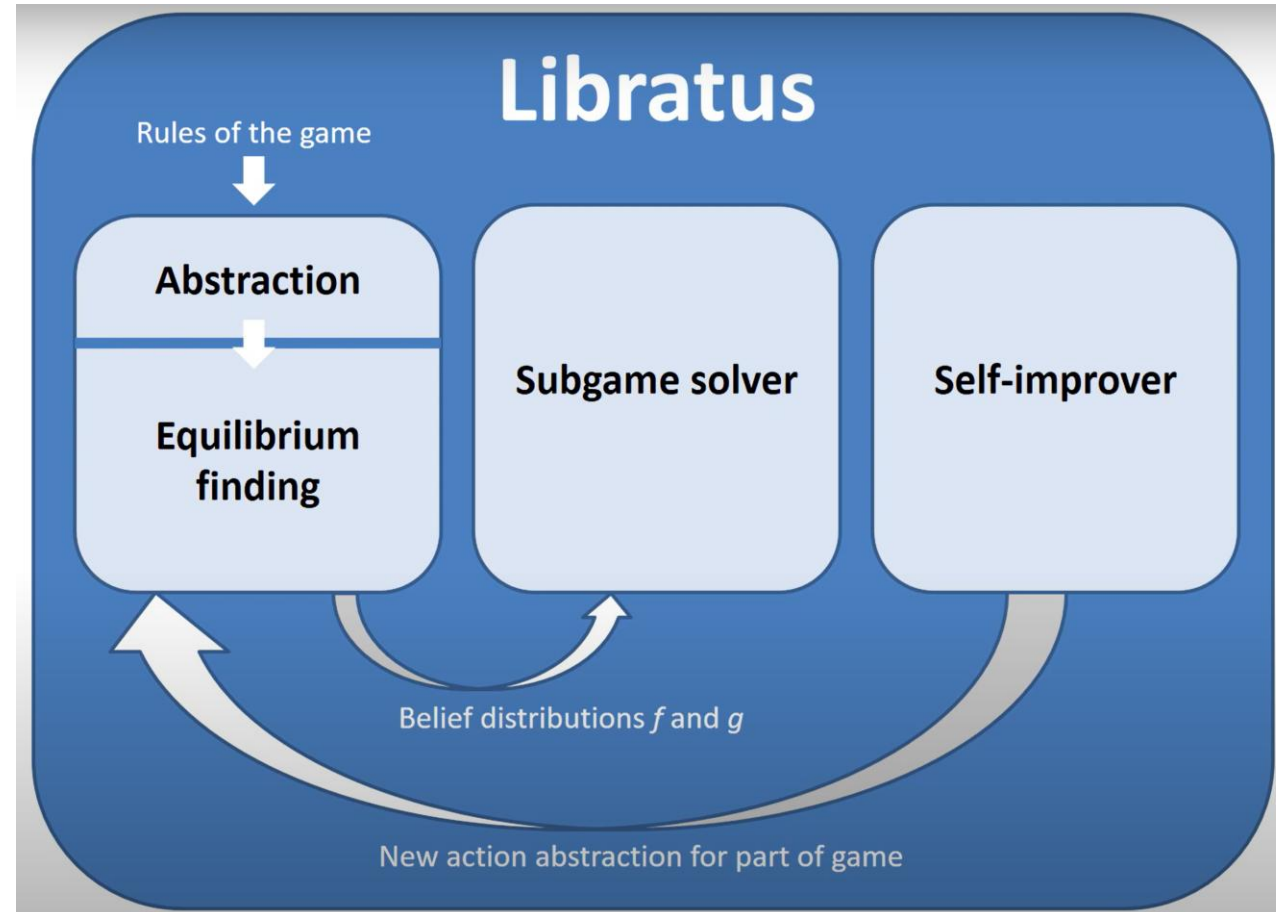 Libratus
Rules of the game
Abstraction
Equilibrium
finding
Subgame solver
Self-improver
Belief distributions f and g
New action abstraction for part of game